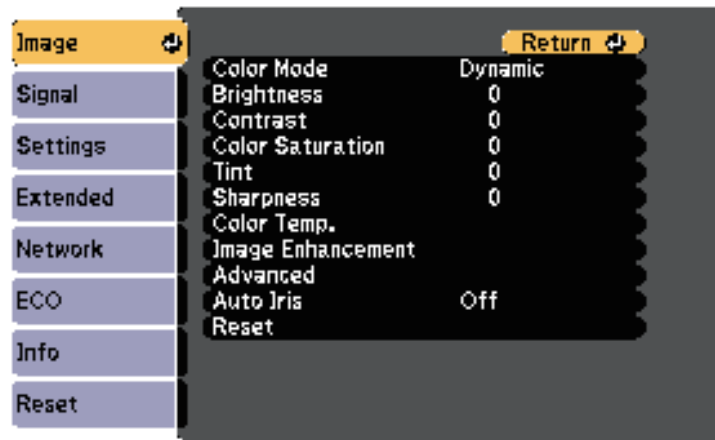 Image
Signal
Settings
Extended
Network
ECO
Info
Reset
Return
Color Mode Dynamic
Brightness 0
Contrast 0
Color Saturation 0
Tint 0
Sharpness 0
Color Temp.
Image Enhancement
Advanced
Auto Iris Off
Reset